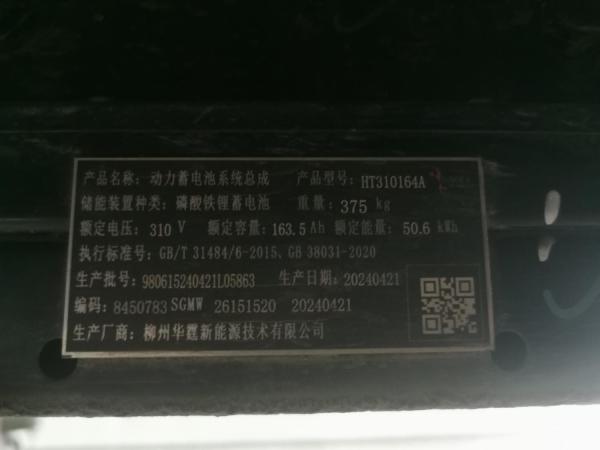 产品名称: 动力蓄电池系统总成 产品型号: HT310164A
储能装置种类: 磷酸铁锂蓄电池 重量: 375 kg
额定电压: 310 V 额定容量: 163.5 Ah 额定能量: 50.6 kWh
执行标准号: GB/T 31484/6-2015、GB 38031-2020
生产批号: 980615240421L05863 生产日期: 20240421
编码: 8450783 SGMW 26151520 20240421
生产厂商: 柳州华霆新能源技术有限公司